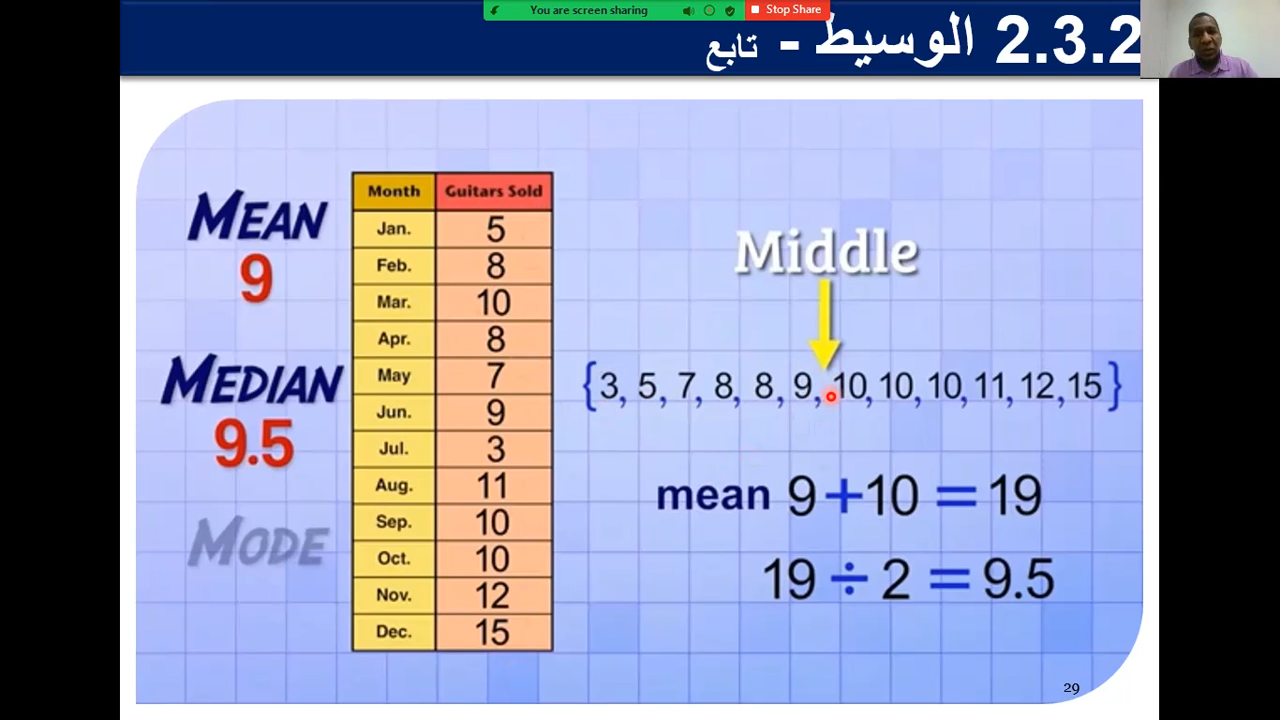 You are screen sharing
Stop Share
2.3.2 الوسيط - تابع
MEAN
9
MEDIAN
9.5
MODE
Month Guitars Sold
Jan. 5
Feb. 8
Mar. 10
Apr. 8
May 7
Jun. 9
Jul. 3
Aug. 11
Sep. 10
Oct. 10
Nov. 12
Dec. 15
Middle
{3, 5, 7, 8, 8, 9, 10, 10, 10, 11, 12, 15}
mean 9+10=19
19÷2=9.5
29